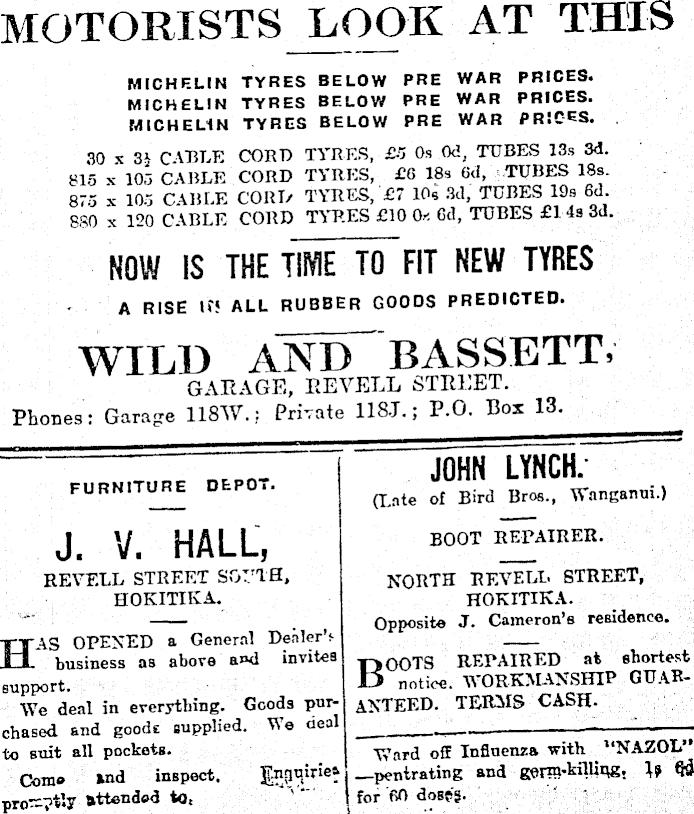 MOTORISTS LOOK AT THIS
MICHELIN TYRES BELOW PRE WAR PRICES.
MICHELIN TYRES BELOW PRE WAR PRICES.
MICHELIN TYRES BELOW PRE WAR PRICES.
30 x 3½ CABLE CORD TYRES, £5 0s 0d, TUBES 13s 3d.
815 x 105 CABLE CORD TYRES, £6 18s 6d, TUBES 18s.
875 x 105 CABLE CORD TYRES, £7 10s 3d, TUBES 19s 6d.
880 x 120 CABLE CORD TYRES £10 0s 6d, TUBES £1 4s 3d.
NOW IS THE TIME TO FIT NEW TYRES
A RISE IN ALL RUBBER GOODS PREDICTED.
WILD AND BASSETT,
GARAGE, REVELL STREET.
Phones: Garage 118W.; Private 118J.; P.O. Box 13.
FURNITURE DEPOT.
J. V. HALL,
REVELL STREET SOUTH,
HOKITIKA.
HAS OPENED a General Dealer's
business as above and invites
support.
We deal in everything. Goods pur-
chased and goods supplied. We deal
to suit all pockets.
Come and inspect. Enquiries
promptly attended to.
JOHN LYNCH.
(Late of Bird Bros., Wanganui.)
BOOT REPAIRER.
NORTH REVELL STREET,
HOKITIKA.
Opposite J. Cameron's residence.
BOOTS REPAIRED at shortest
notice. WORKMANSHIP GUAR-
ANTEED. TERMS CASH.
Ward off Influenza with "NAZOL"
—pentrating and germ-killing. 1s 6d
for 60 doses.